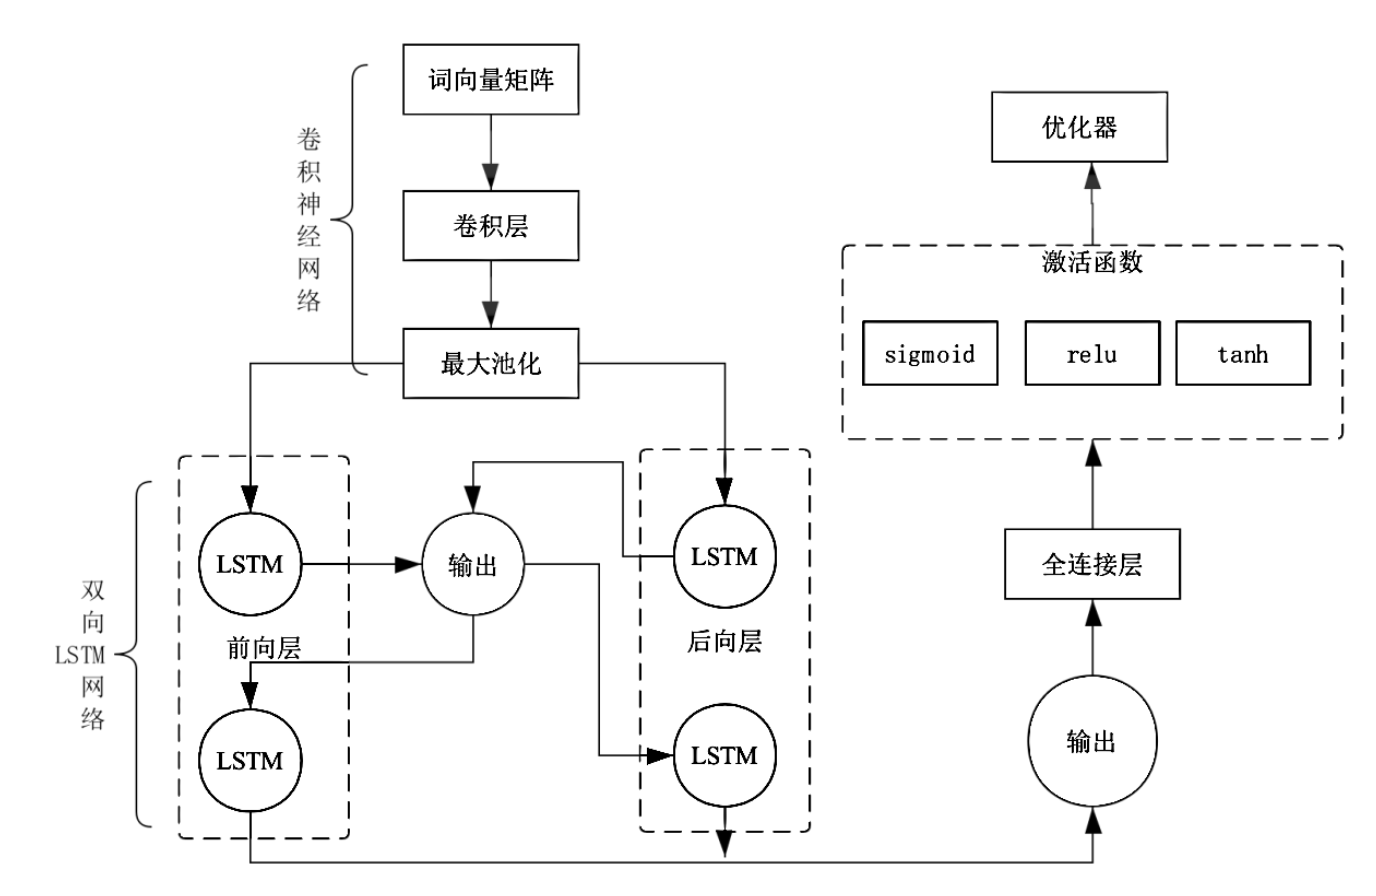 词向量矩阵
卷积神经网络
卷积层
最大池化
LSTM
输出
LSTM
前向层
后向层
双向LSTM网络
LSTM
LSTM
优化器
激活函数
sigmoid
relu
tanh
全连接层
输出